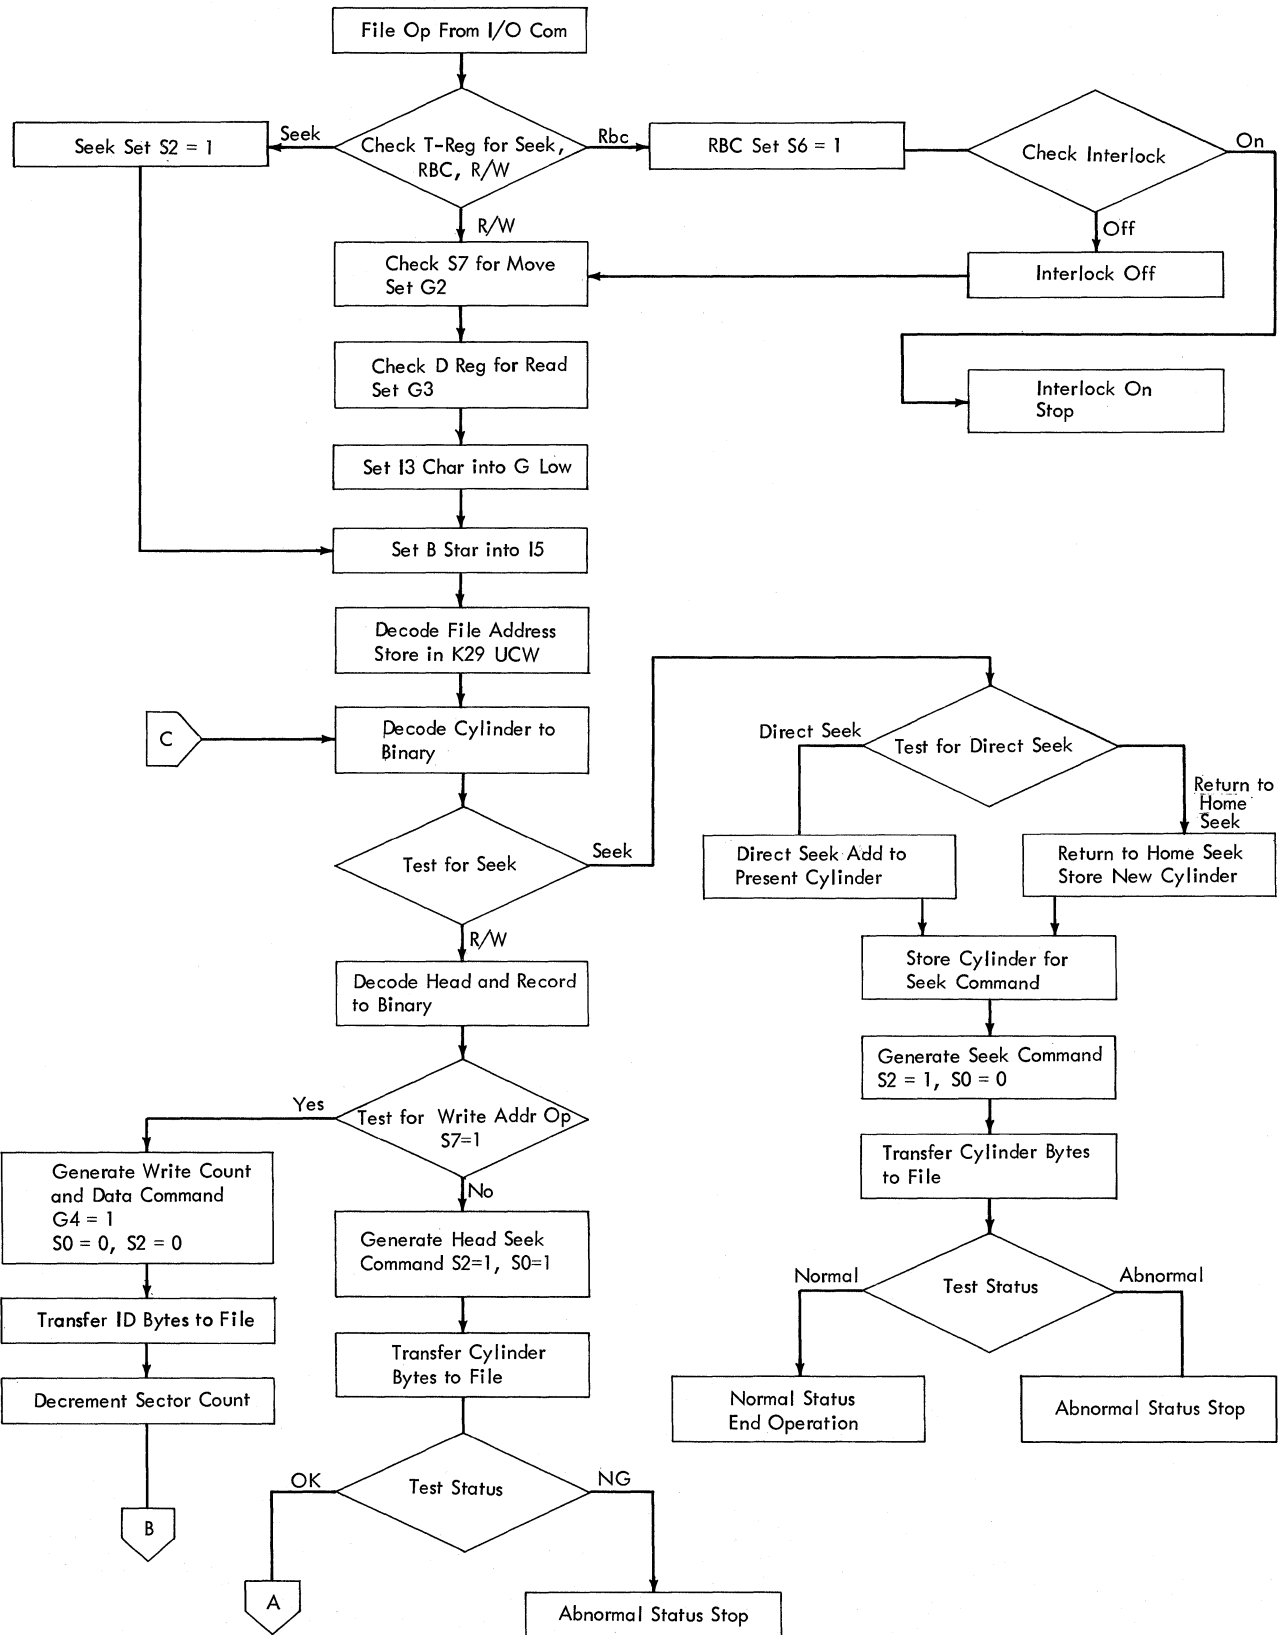 File Op From I/O Com
Seek
Seek Set S2 = 1
Check T-Reg for Seek,
RBC, R/W
Rbc
RBC Set S6 = 1
Check Interlock
On
R/W
Off
Check S7 for Move
Set G2
Interlock Off
Check D Reg for Read
Set G3
Interlock On
Stop
Set I3 Char into G Low
Set B Star into I5
Decode File Address
Store in K29 UCW
C
Decode Cylinder to
Binary
Direct Seek
Test for Direct Seek
Return to
Home
Seek
Test for Seek
Seek
Direct Seek Add to
Present Cylinder
Return to Home Seek
Store New Cylinder
R/W
Store Cylinder for
Seek Command
Decode Head and Record
to Binary
Generate Seek Command
S2 = 1, S0 = 0
Yes
Test for Write Addr Op
S7=1
Transfer Cylinder Bytes
to File
No
Generate Write Count
and Data Command
G4 = 1
S0 = 0, S2 = 0
Generate Head Seek
Command S2=1, S0=1
Normal
Test Status
Abnormal
Transfer ID Bytes to File
Transfer Cylinder
Bytes to File
Decrement Sector Count
Normal Status
End Operation
Abnormal Status Stop
OK
Test Status
NG
B
A
Abnormal Status Stop